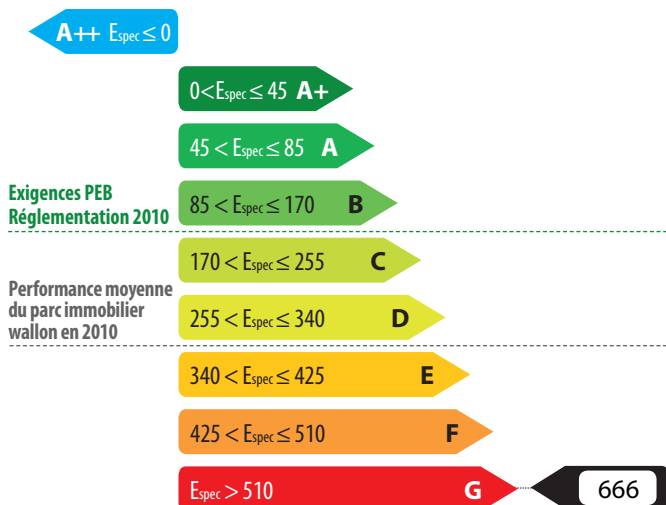 A++ Espec ≤ 0
0 < Espec ≤ 45 A+
45 < Espec ≤ 85 A
Exigences PEB
Réglementation 2010
85 < Espec ≤ 170 B
170 < Espec ≤ 255 C
Performance moyenne
du parc immobilier
wallon en 2010
255 < Espec ≤ 340 D
340 < Espec ≤ 425 E
425 < Espec ≤ 510 F
Espec > 510 G 666